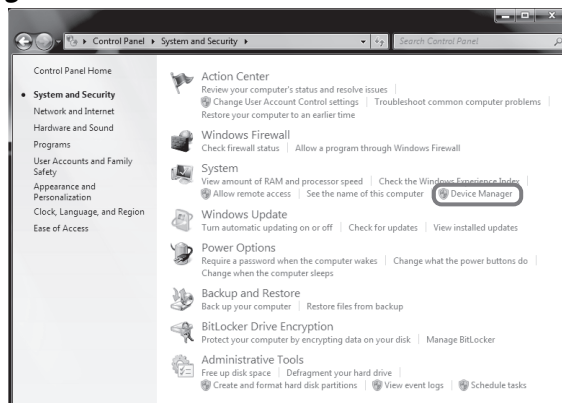 Control Panel ▸ System and Security ▸
Search Control Panel
Control Panel Home
System and Security
Network and Internet
Hardware and Sound
Programs
User Accounts and Family
Safety
Appearance and
Personalization
Clock, Language, and Region
Ease of Access
Action Center
Review your computer's status and resolve issues
Change User Account Control settings | Troubleshoot common computer problems
Restore your computer to an earlier time
Windows Firewall
Check firewall status | Allow a program through Windows Firewall
System
View amount of RAM and processor speed | Check the Windows Experience Index
Allow remote access | See the name of this computer | Device Manager
Windows Update
Turn automatic updating on or off | Check for updates | View installed updates
Power Options
Require a password when the computer wakes | Change what the power buttons do
Change when the computer sleeps
Backup and Restore
Back up your computer | Restore files from backup
BitLocker Drive Encryption
Protect your computer by encrypting data on your disk | Manage BitLocker
Administrative Tools
Free up disk space | Defragment your hard drive
Create and format hard disk partitions | View event logs | Schedule tasks